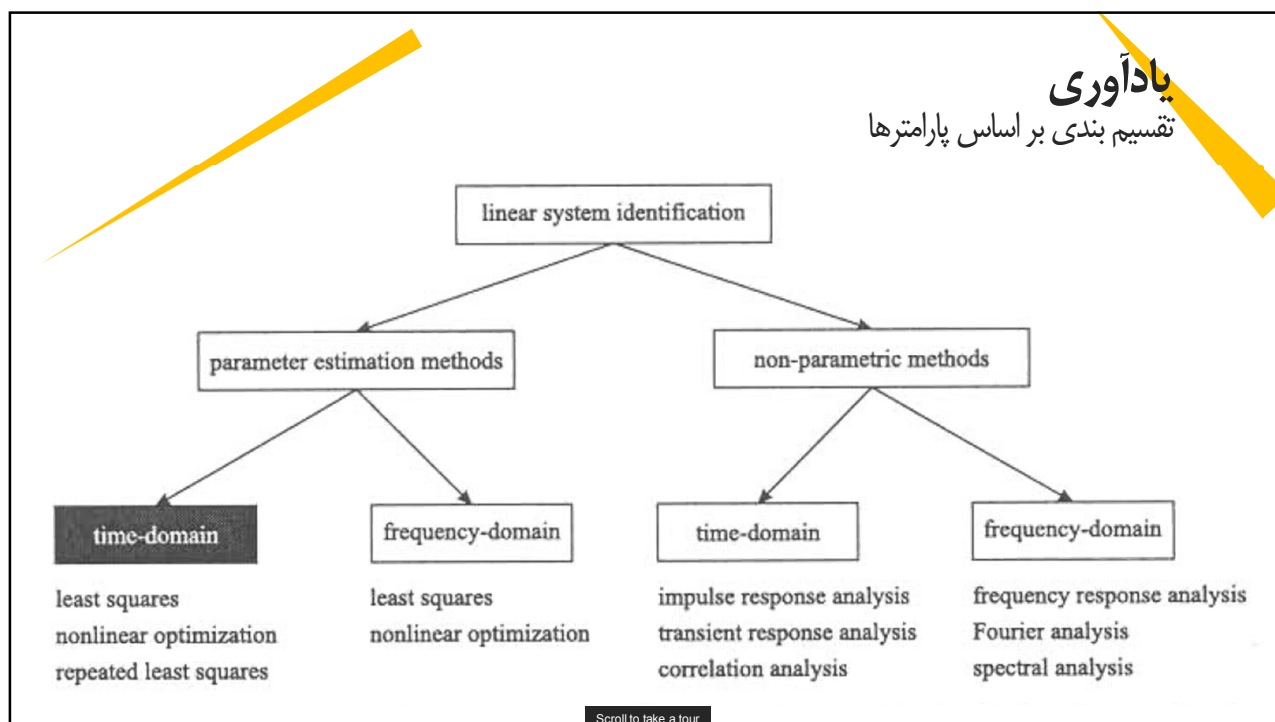 یادآوری
تقسیم بندی بر اساس پارامترها
linear system identification
parameter estimation methods
non-parametric methods
time-domain
frequency-domain
time-domain
frequency-domain
least squares
nonlinear optimization
repeated least squares
least squares
nonlinear optimization
impulse response analysis
transient response analysis
correlation analysis
frequency response analysis
Fourier analysis
spectral analysis
Scroll to take a tour